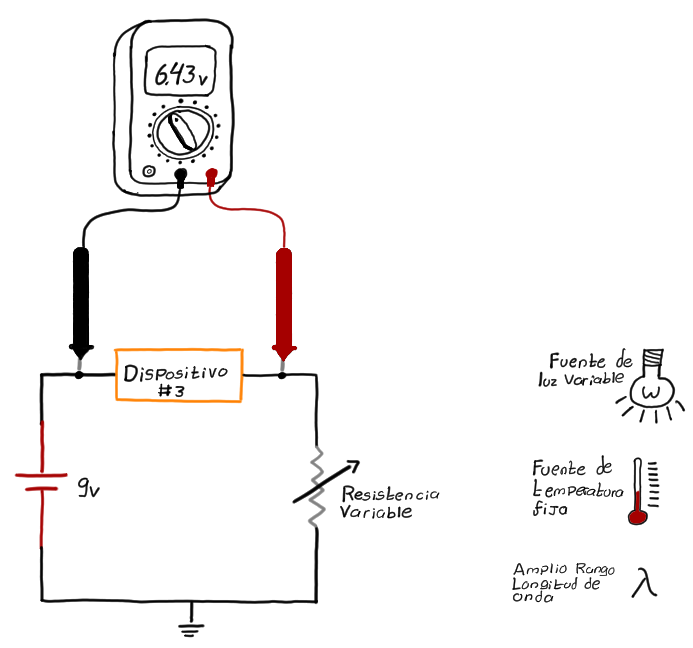 6.43v
Dispositivo
#3
9v
Resistencia
Variable
Fuente de
luz Variable
W
Fuente de
temperatura
fija
Amplio Rango
Longitud de
onda
λ